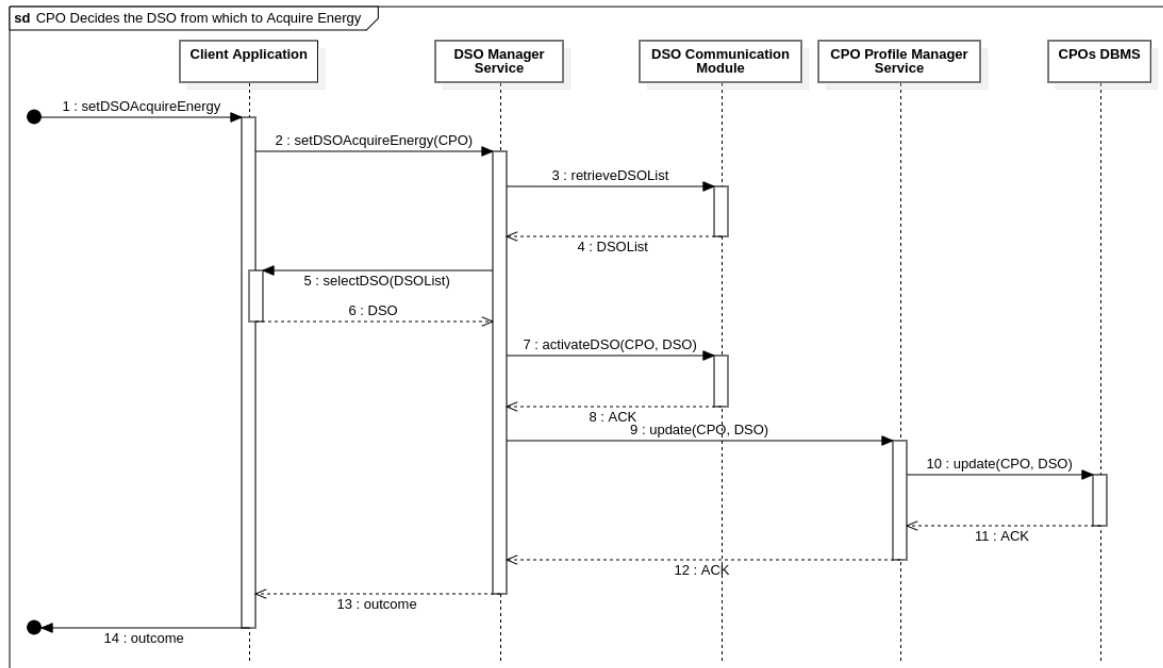 sd CPO Decides the DSO from which to Acquire Energy
Client Application
DSO Manager
Service
DSO Communication
Module
CPO Profile Manager
Service
CPOs DBMS
1 : setDSOAcquireEnergy
2 : setDSOAcquireEnergy(CPO)
3 : retrieveDSOList
4 : DSOList
5 : selectDSO(DSOList)
6 : DSO
7 : activateDSO(CPO, DSO)
8 : ACK
9 : update(CPO, DSO)
10 : update(CPO, DSO)
11 : ACK
12 : ACK
13 : outcome
14 : outcome